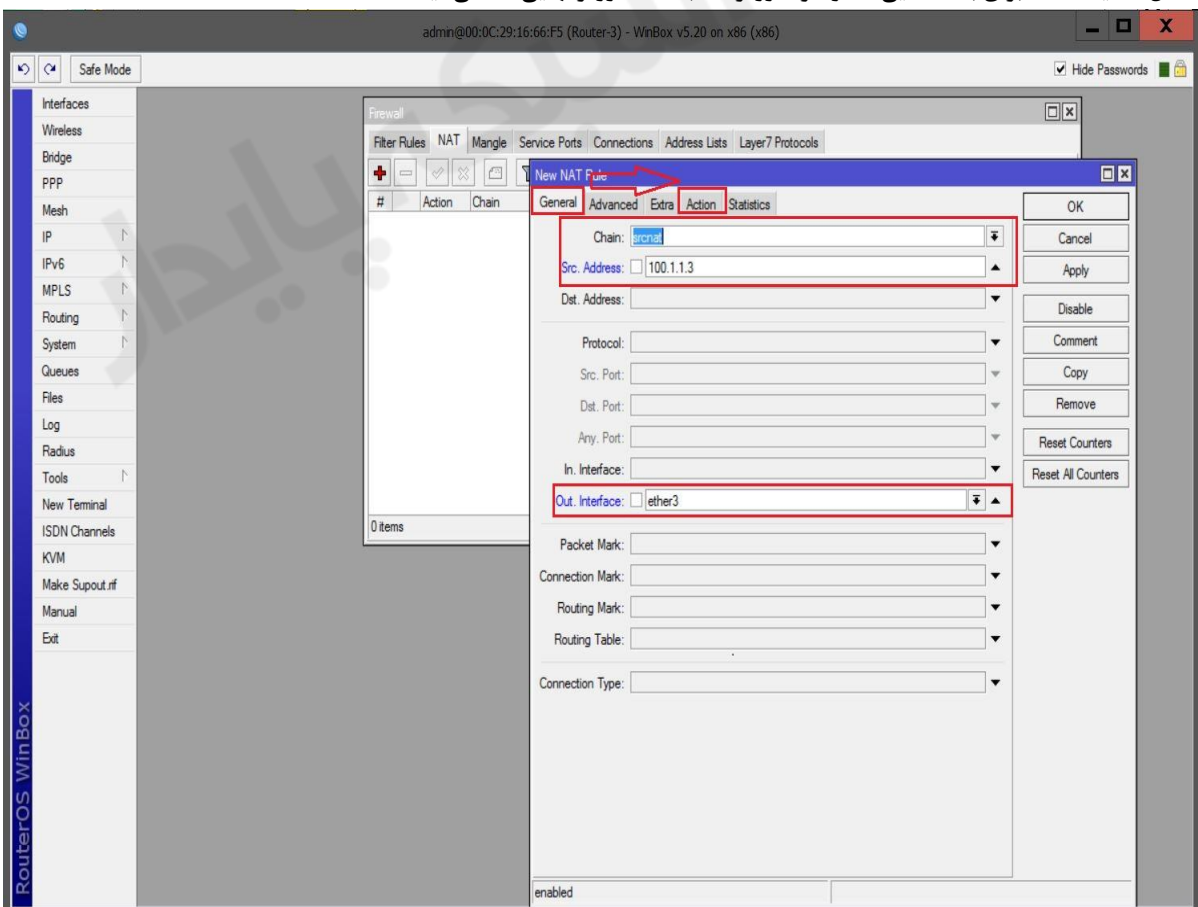 admin@00:0C:29:16:66:F5 (Router-3) - WinBox v5.20 on x86 (x86)
Safe Mode
Hide Passwords
Interfaces
Wireless
Bridge
PPP
Mesh
IP
IPv6
MPLS
Routing
System
Queues
Files
Log
Radius
Tools
New Terminal
ISDN Channels
KVM
Make Supout.rif
Manual
Exit
RouterOS WinBox
Firewall
Filter Rules NAT Mangle Service Ports Connections Address Lists Layer7 Protocols
# Action Chain
0 items
New NAT Rule
General Advanced Extra Action Statistics
Chain: srcnat
Src. Address: 100.1.1.3
Dst. Address:
Protocol:
Src. Port:
Dst. Port:
Any. Port:
In. Interface:
Out. Interface: ether3
Packet Mark:
Connection Mark:
Routing Mark:
Routing Table:
Connection Type:
enabled
OK
Cancel
Apply
Disable
Comment
Copy
Remove
Reset Counters
Reset All Counters
پایدار